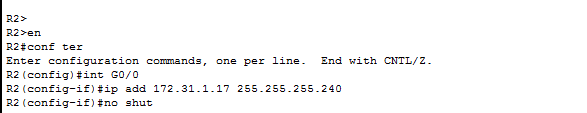 R2>
R2>en
R2#conf ter
Enter configuration commands, one per line.  End with CNTL/Z.
R2(config)#int G0/0
R2(config-if)#ip add 172.31.1.17 255.255.255.240
R2(config-if)#no shut